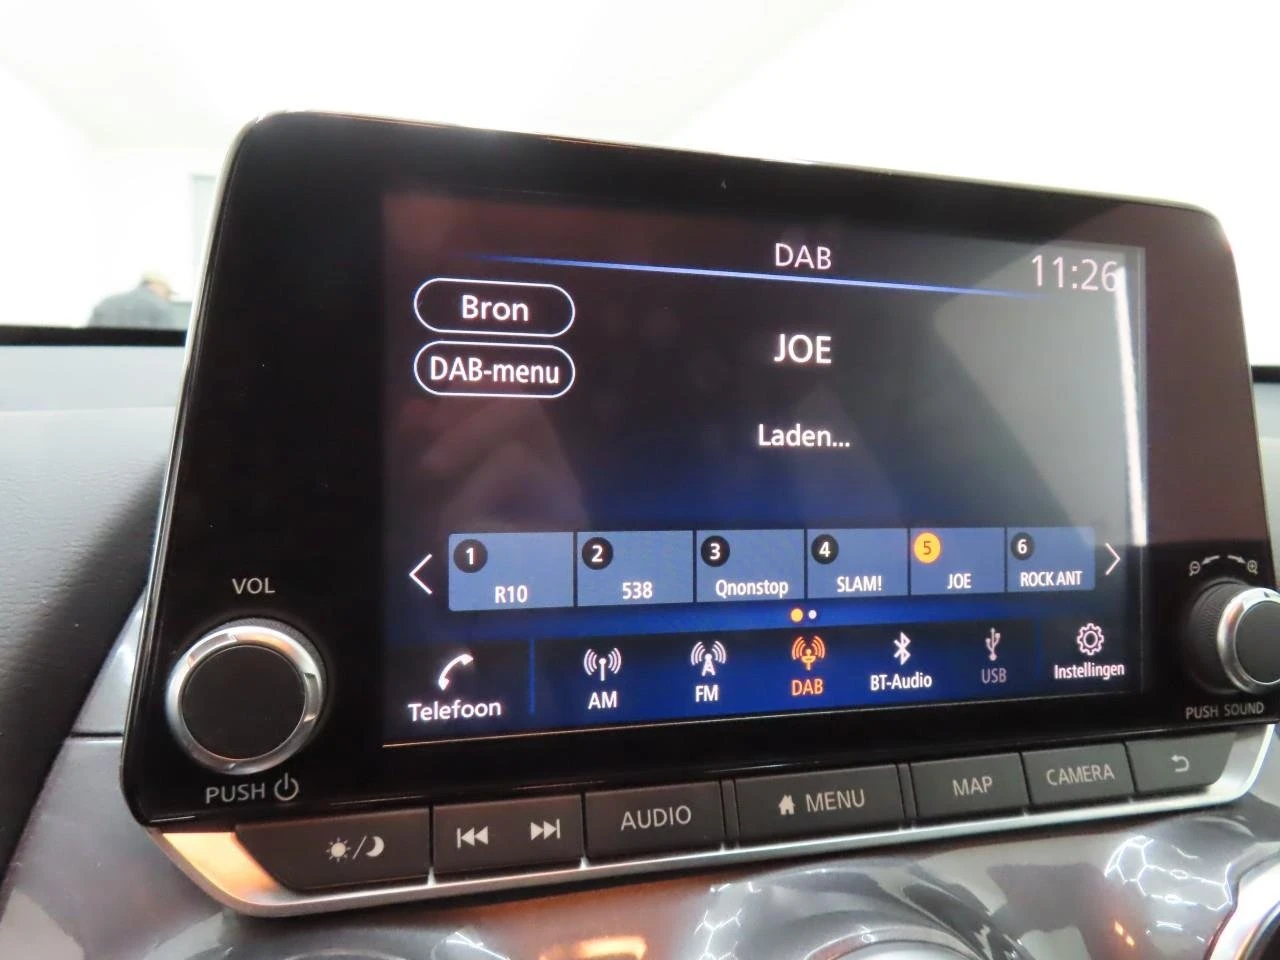 DAB
11:26
Bron
JOE
DAB-menu
Laden...
1 2 3 4 5 6
R10 538 Qnonstop SLAM! JOE ROCK ANT
VOL
Telefoon AM FM DAB BT-Audio USB Instellingen
PUSH
PUSH SOUND
AUDIO MENU MAP CAMERA